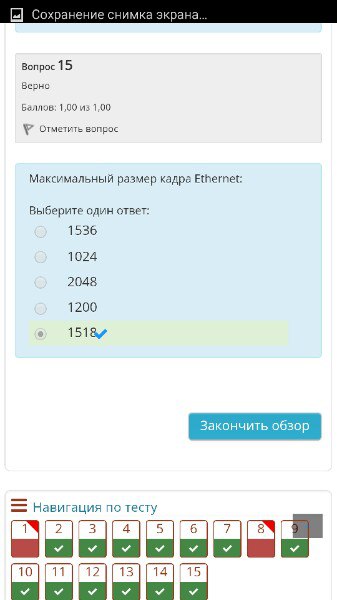 Сохранение снимка экрана...
Вопрос 15
Верно
Баллов: 1,00 из 1,00
Отметить вопрос
Максимальный размер кадра Ethernet:
Выберите один ответ:
1536
1024
2048
1200
1518
Закончить обзор
Навигация по тесту
1 2 3 4 5 6 7 8 9
10 11 12 13 14 15